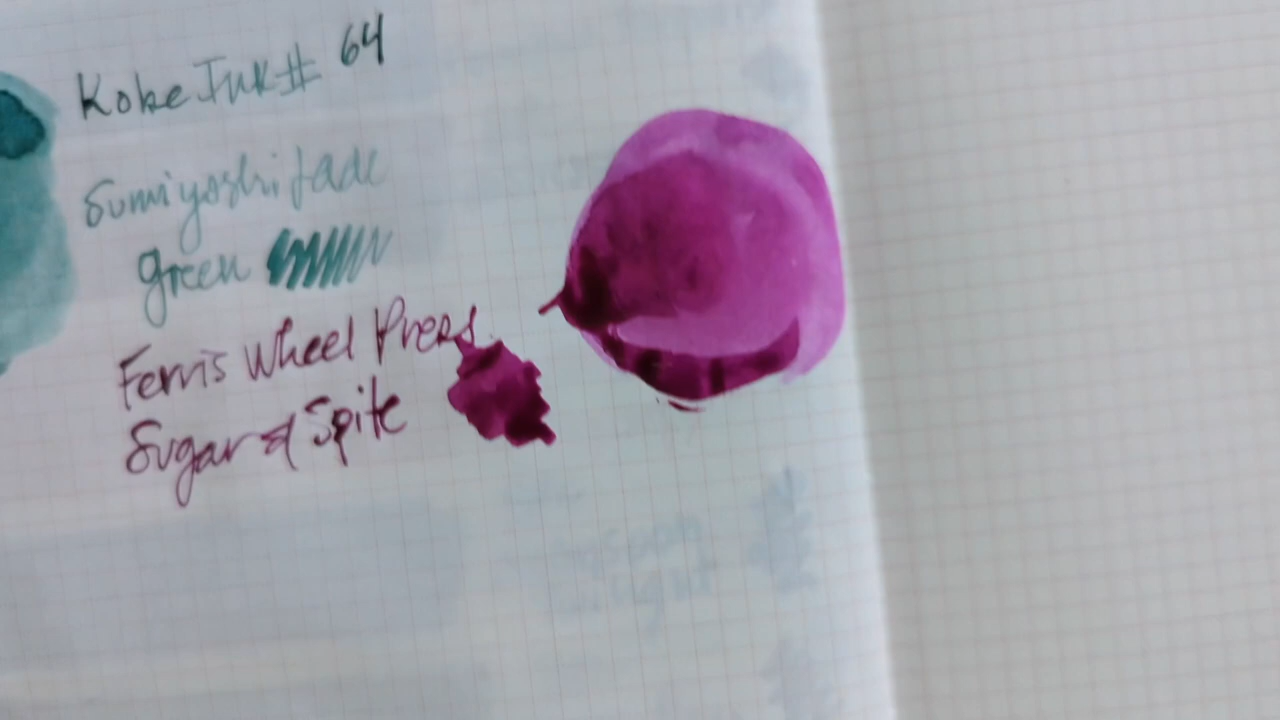 Kobe Ink # 64
Sumiyoshi Jade
green
Ferris Wheel Press
Sugar & Spite